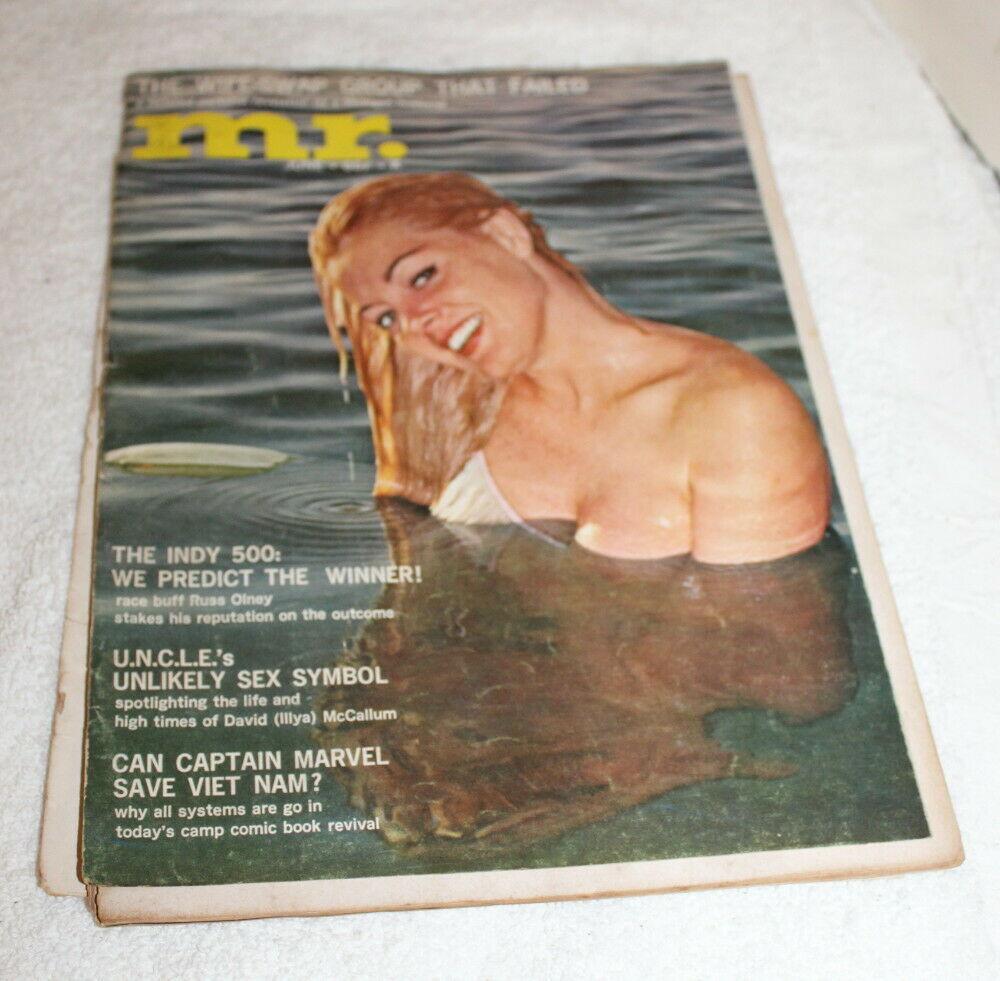 THE WIFE-SWAP GROUP THAT FAILED
mr.
JUNE
THE INDY 500:
WE PREDICT THE WINNER!
race buff Russ Olney
stakes his reputation on the outcome
U.N.C.L.E.'s
UNLIKELY SEX SYMBOL
spotlighting the life and
high times of David (Illya) McCallum
CAN CAPTAIN MARVEL
SAVE VIET NAM?
why all systems are go in
today's camp comic book revival